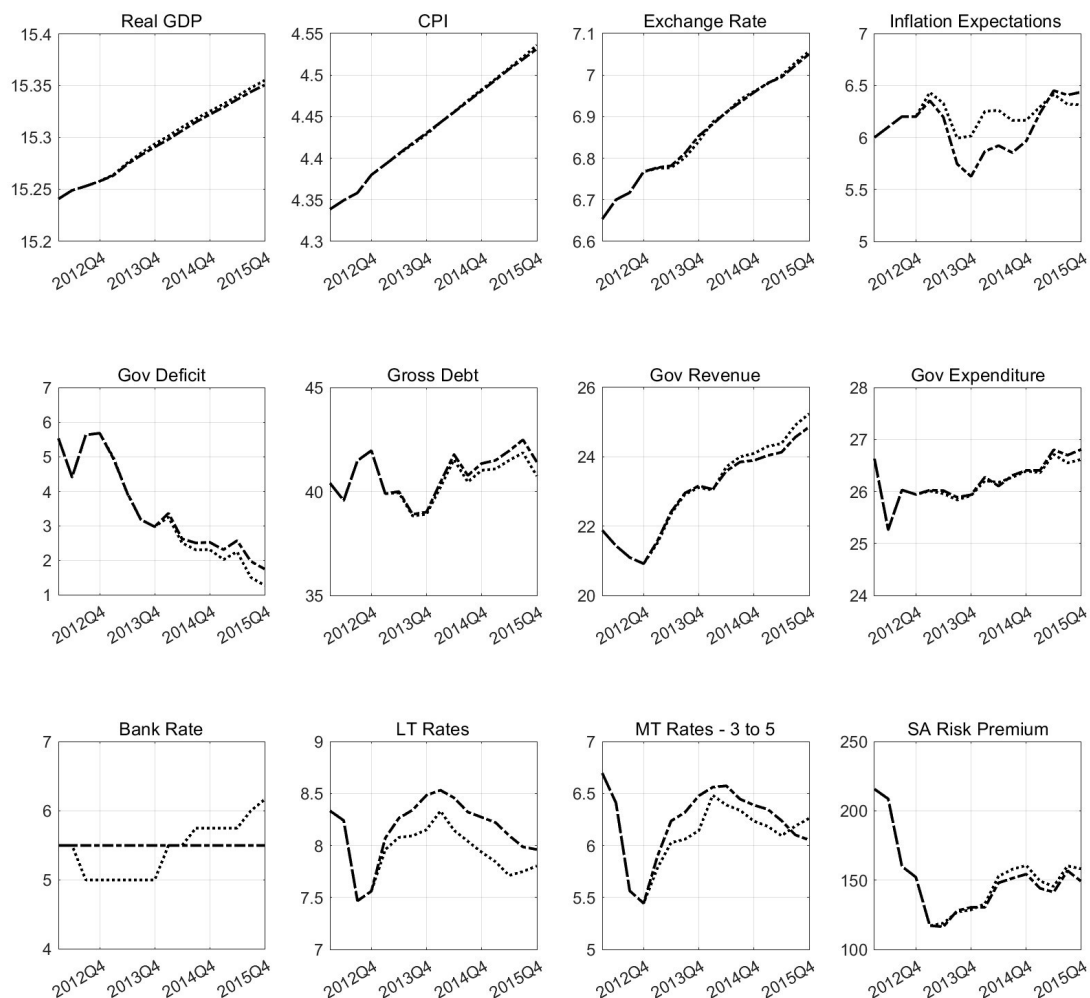 Real GDP
15.4
15.35
15.3
15.25
15.2
2012Q4
2013Q4
2014Q4
2015Q4
CPI
4.55
4.5
4.4
4.4
4.3
2012Q4
2013Q4
2014Q4
2015Q4
Exchange Rate
7.1
7
6.9
6.8
6.7
6.6
2012Q4
2013Q4
2014Q4
2015Q4
Inflation Expectations
7
6.5
6
5.5
5
2012Q4
2013Q4
2014Q4
2015Q4
Gov Deficit
7
6
5
4
3
2
1
2012Q4
2013Q4
2014Q4
2015Q4
Gross Debt
45
40
35
2012Q4
2013Q4
2014Q4
2015Q4
Gov Revenue
26
24
22
20
2012Q4
2013Q4
2014Q4
2015Q4
Gov Expenditure
28
27
26
25
24
2012Q4
2013Q4
2014Q4
2015Q4
Bank Rate
7
6
5
4
2012Q4
2013Q4
2014Q4
2015Q4
LT Rates
9
8.5
8
7.5
7
2012Q4
2013Q4
2014Q4
2015Q4
MT Rates - 3 to 5
7
6.5
6
5.5
5
2012Q4
2013Q4
2014Q4
2015Q4
SA Risk Premium
250
200
150
100
2012Q4
2013Q4
2014Q4
2015Q4